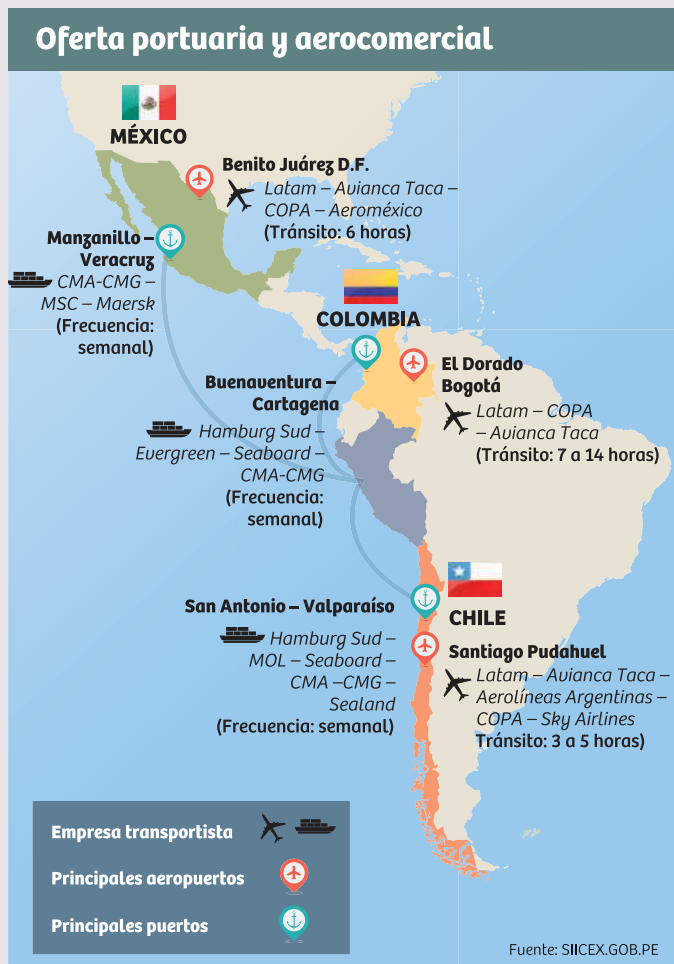 Oferta portuaria y aerocomercial
MÉXICO
Benito Juárez D.F.
Latam – Avianca Taca –
COPA – Aeroméxico
(Tránsito: 6 horas)
Manzanillo –
Veracruz
CMA-CMG –
MSC – Maersk
(Frecuencia:
semanal)
COLOMBIA
El Dorado
Bogotá
Latam – COPA
– Avianca Taca
(Tránsito: 7 a 14 horas)
Buenaventura –
Cartagena
Hamburg Sud –
Evergreen – Seaboard –
CMA-CMG
(Frecuencia:
semanal)
CHILE
San Antonio – Valparaíso
Hamburg Sud –
MOL – Seaboard –
CMA –CMG –
Sealand
(Frecuencia: semanal)
Santiago Pudahuel
Latam – Avianca Taca –
Aerolíneas Argentinas –
COPA – Sky Airlines
Tránsito: 3 a 5 horas)
Empresa transportista
Principales aeropuertos
Principales puertos
Fuente: SIICEX.GOB.PE